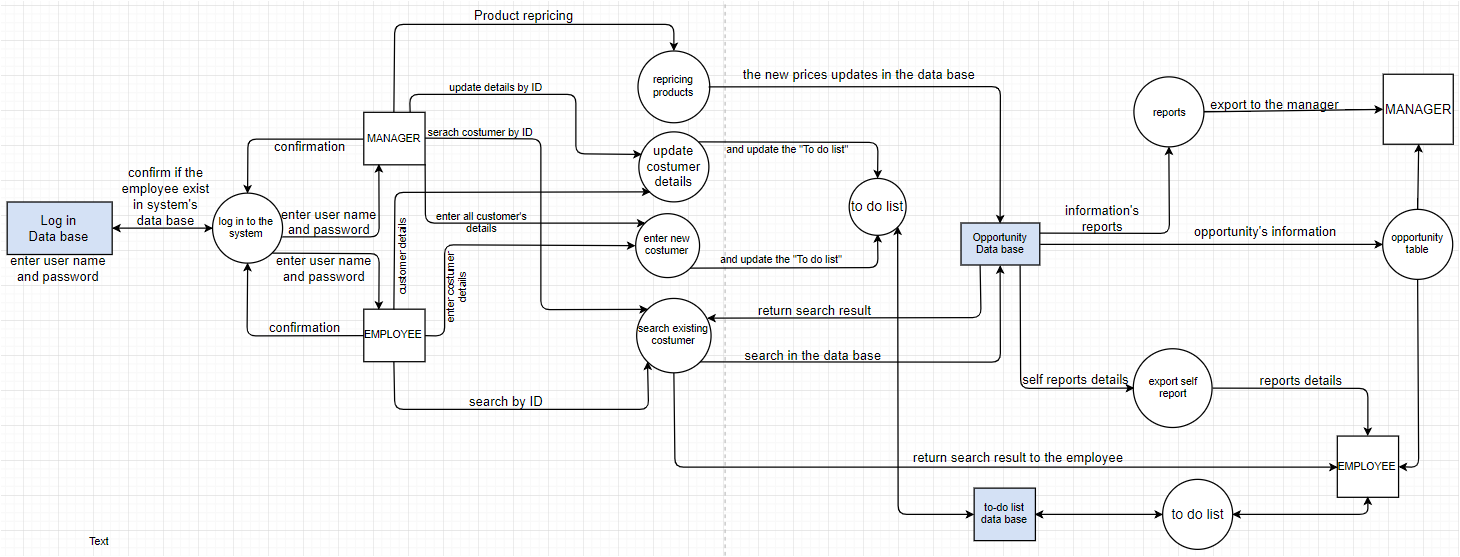 Product repricing
repricing
products
the new prices updates in the data base
update details by ID
MANAGER
serach costumer by ID
confirmation
update
costumer
details
and update the "To do list"
reports
export to the manager
MANAGER
confirm if the
employee exist
in system's
data base
Log in
Data base
enter user name
and password
log in to the
system
enter user name
and password
enter user name
and password
confirmation
EMPLOYEE
customer details
enter costumer
details
enter all customer's
details
enter new
costumer
and update the "To do list"
to do list
information's
reports
Opportunity
Data base
opportunity's information
opportunity
table
return search result
search existing
costumer
search in the data base
search by ID
self reports details
export self
report
reports details
return search result to the employee
EMPLOYEE
to-do list
data base
to do list
Text